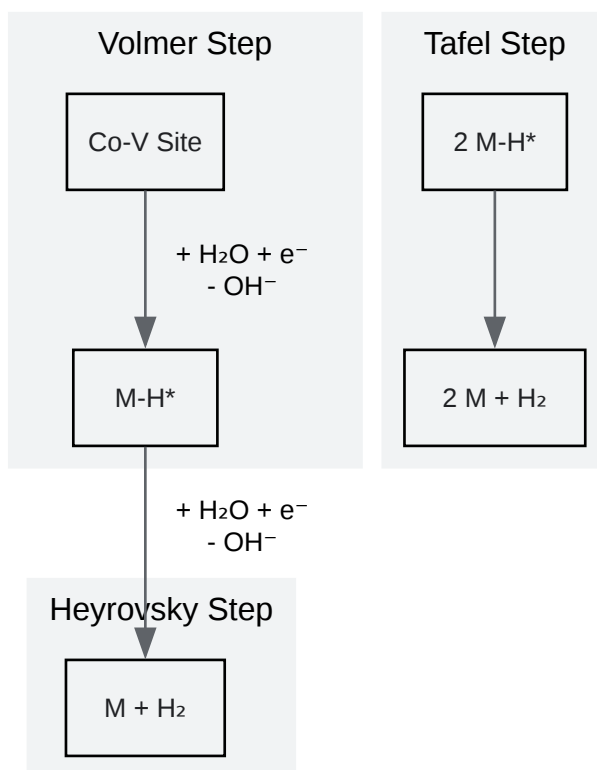 Volmer Step
Co-V Site
+ H₂O + e⁻
- OH⁻
M-H*
+ H₂O + e⁻
- OH⁻
Heyrovsky Step
M + H₂
Tafel Step
2 M-H*
2 M + H₂